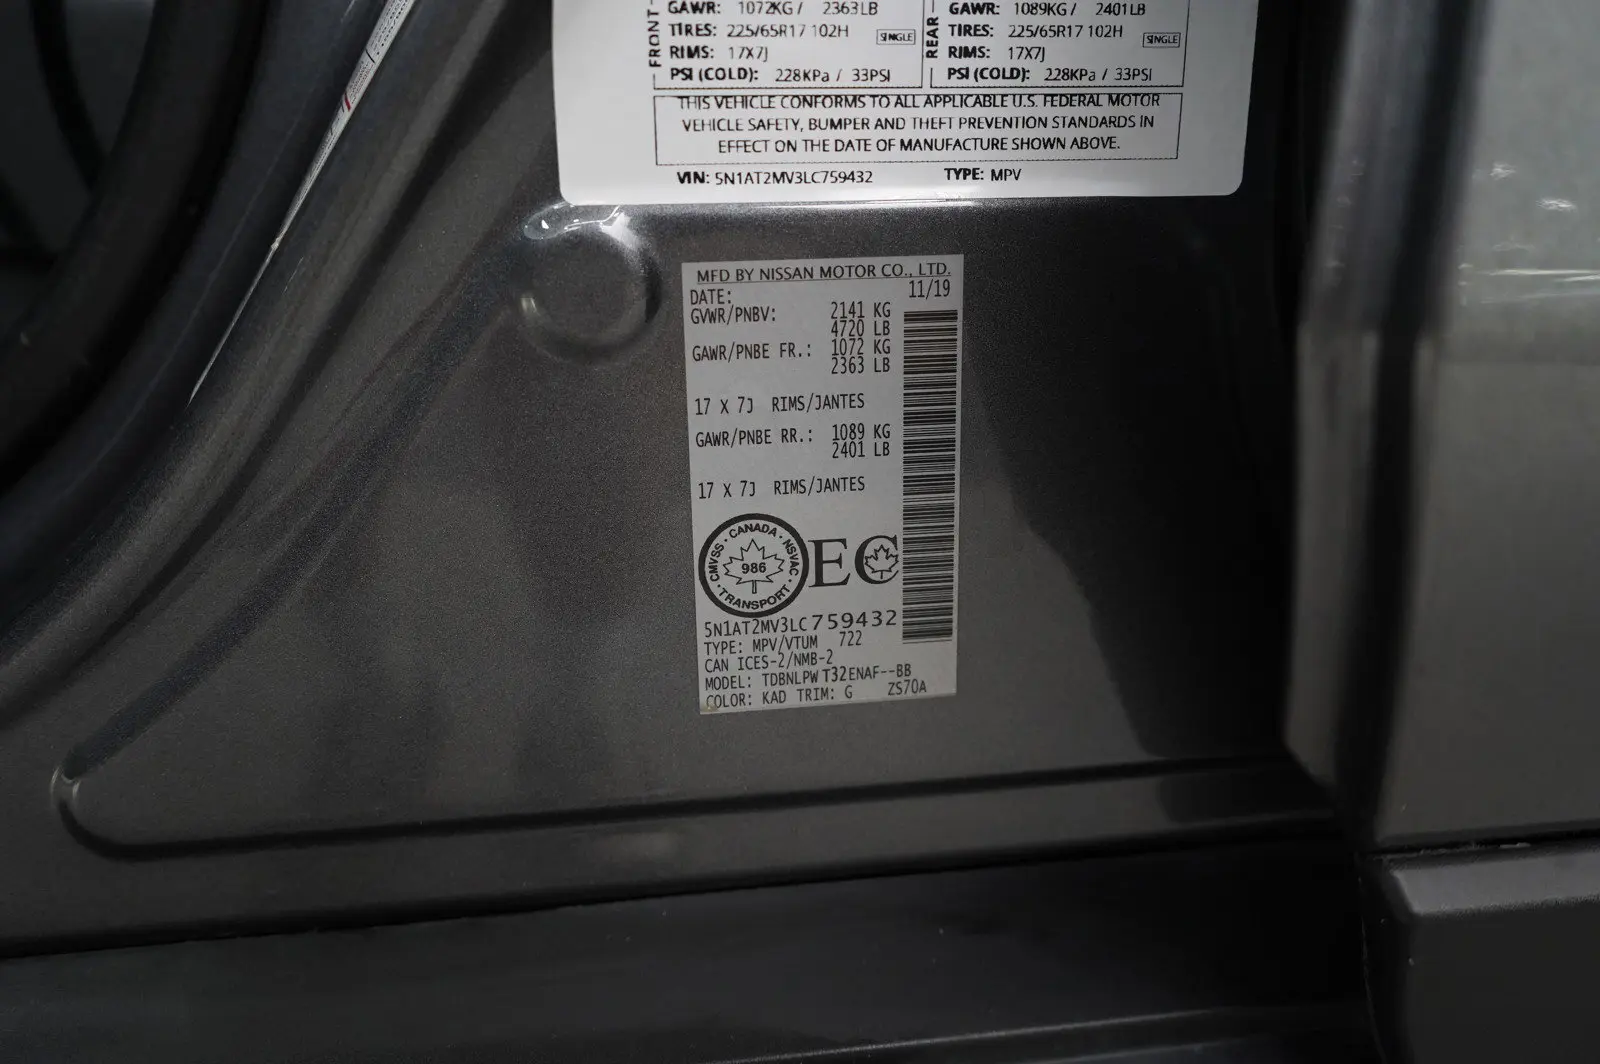 FRONT
GAWR: 1072KG / 2363LB
TIRES: 225/65R17 102H SINGLE
RIMS: 17X7J
PSI (COLD): 228KPa / 33PSI
REAR
GAWR: 1089KG / 2401LB
TIRES: 225/65R17 102H SINGLE
RIMS: 17X7J
PSI (COLD): 228KPa / 33PSI
THIS VEHICLE CONFORMS TO ALL APPLICABLE U.S. FEDERAL MOTOR
VEHICLE SAFETY, BUMPER AND THEFT PREVENTION STANDARDS IN
EFFECT ON THE DATE OF MANUFACTURE SHOWN ABOVE.
VIN: 5N1AT2MV3LC759432 TYPE: MPV
MFD BY NISSAN MOTOR CO., LTD.
DATE: 11/19
GVWR/PNBV: 2141 KG
4720 LB
GAWR/PNBE FR.: 1072 KG
2363 LB
17 X 7J RIMS/JANTES
GAWR/PNBE RR.: 1089 KG
2401 LB
17 X 7J RIMS/JANTES
CMVSS · CANADA · NSVAC · TRANSPORT ·
986
EC
5N1AT2MV3LC759432
TYPE: MPV/VTUM 722
CAN ICES-2/NMB-2
MODEL: TDBNLPW T32ENAF--BB
COLOR: KAD TRIM: G ZS70A